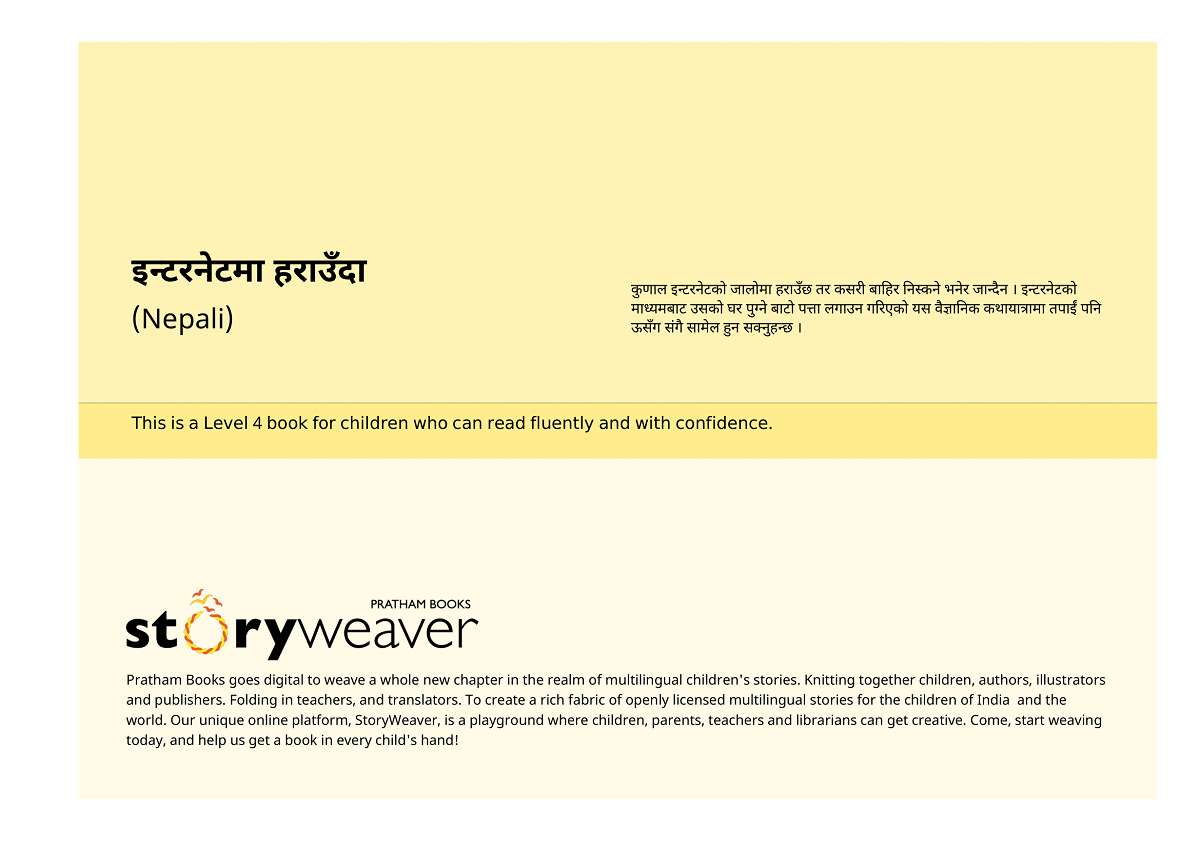 इन्टरनेटमा हराउँदा
(Nepali)
कुणाल इन्टरनेटको जालोमा हराउँछ तर कसरी बाहिर निस्कने भनेर जान्दैन । इन्टरनेटको
माध्यमबाट उसको घर पुग्ने बाटो पत्ता लगाउन गरिएको यस वैज्ञानिक कथायात्रामा तपाईं पनि
ऊसँग संगै सामेल हुन सक्नुहन्छ ।
This is a Level 4 book for children who can read fluently and with confidence.
PRATHAM BOOKS
storyweaver
Pratham Books goes digital to weave a whole new chapter in the realm of multilingual children's stories. Knitting together children, authors, illustrators
and publishers. Folding in teachers, and translators. To create a rich fabric of openly licensed multilingual stories for the children of India and the
world. Our unique online platform, StoryWeaver, is a playground where children, parents, teachers and librarians can get creative. Come, start weaving
today, and help us get a book in every child's hand!